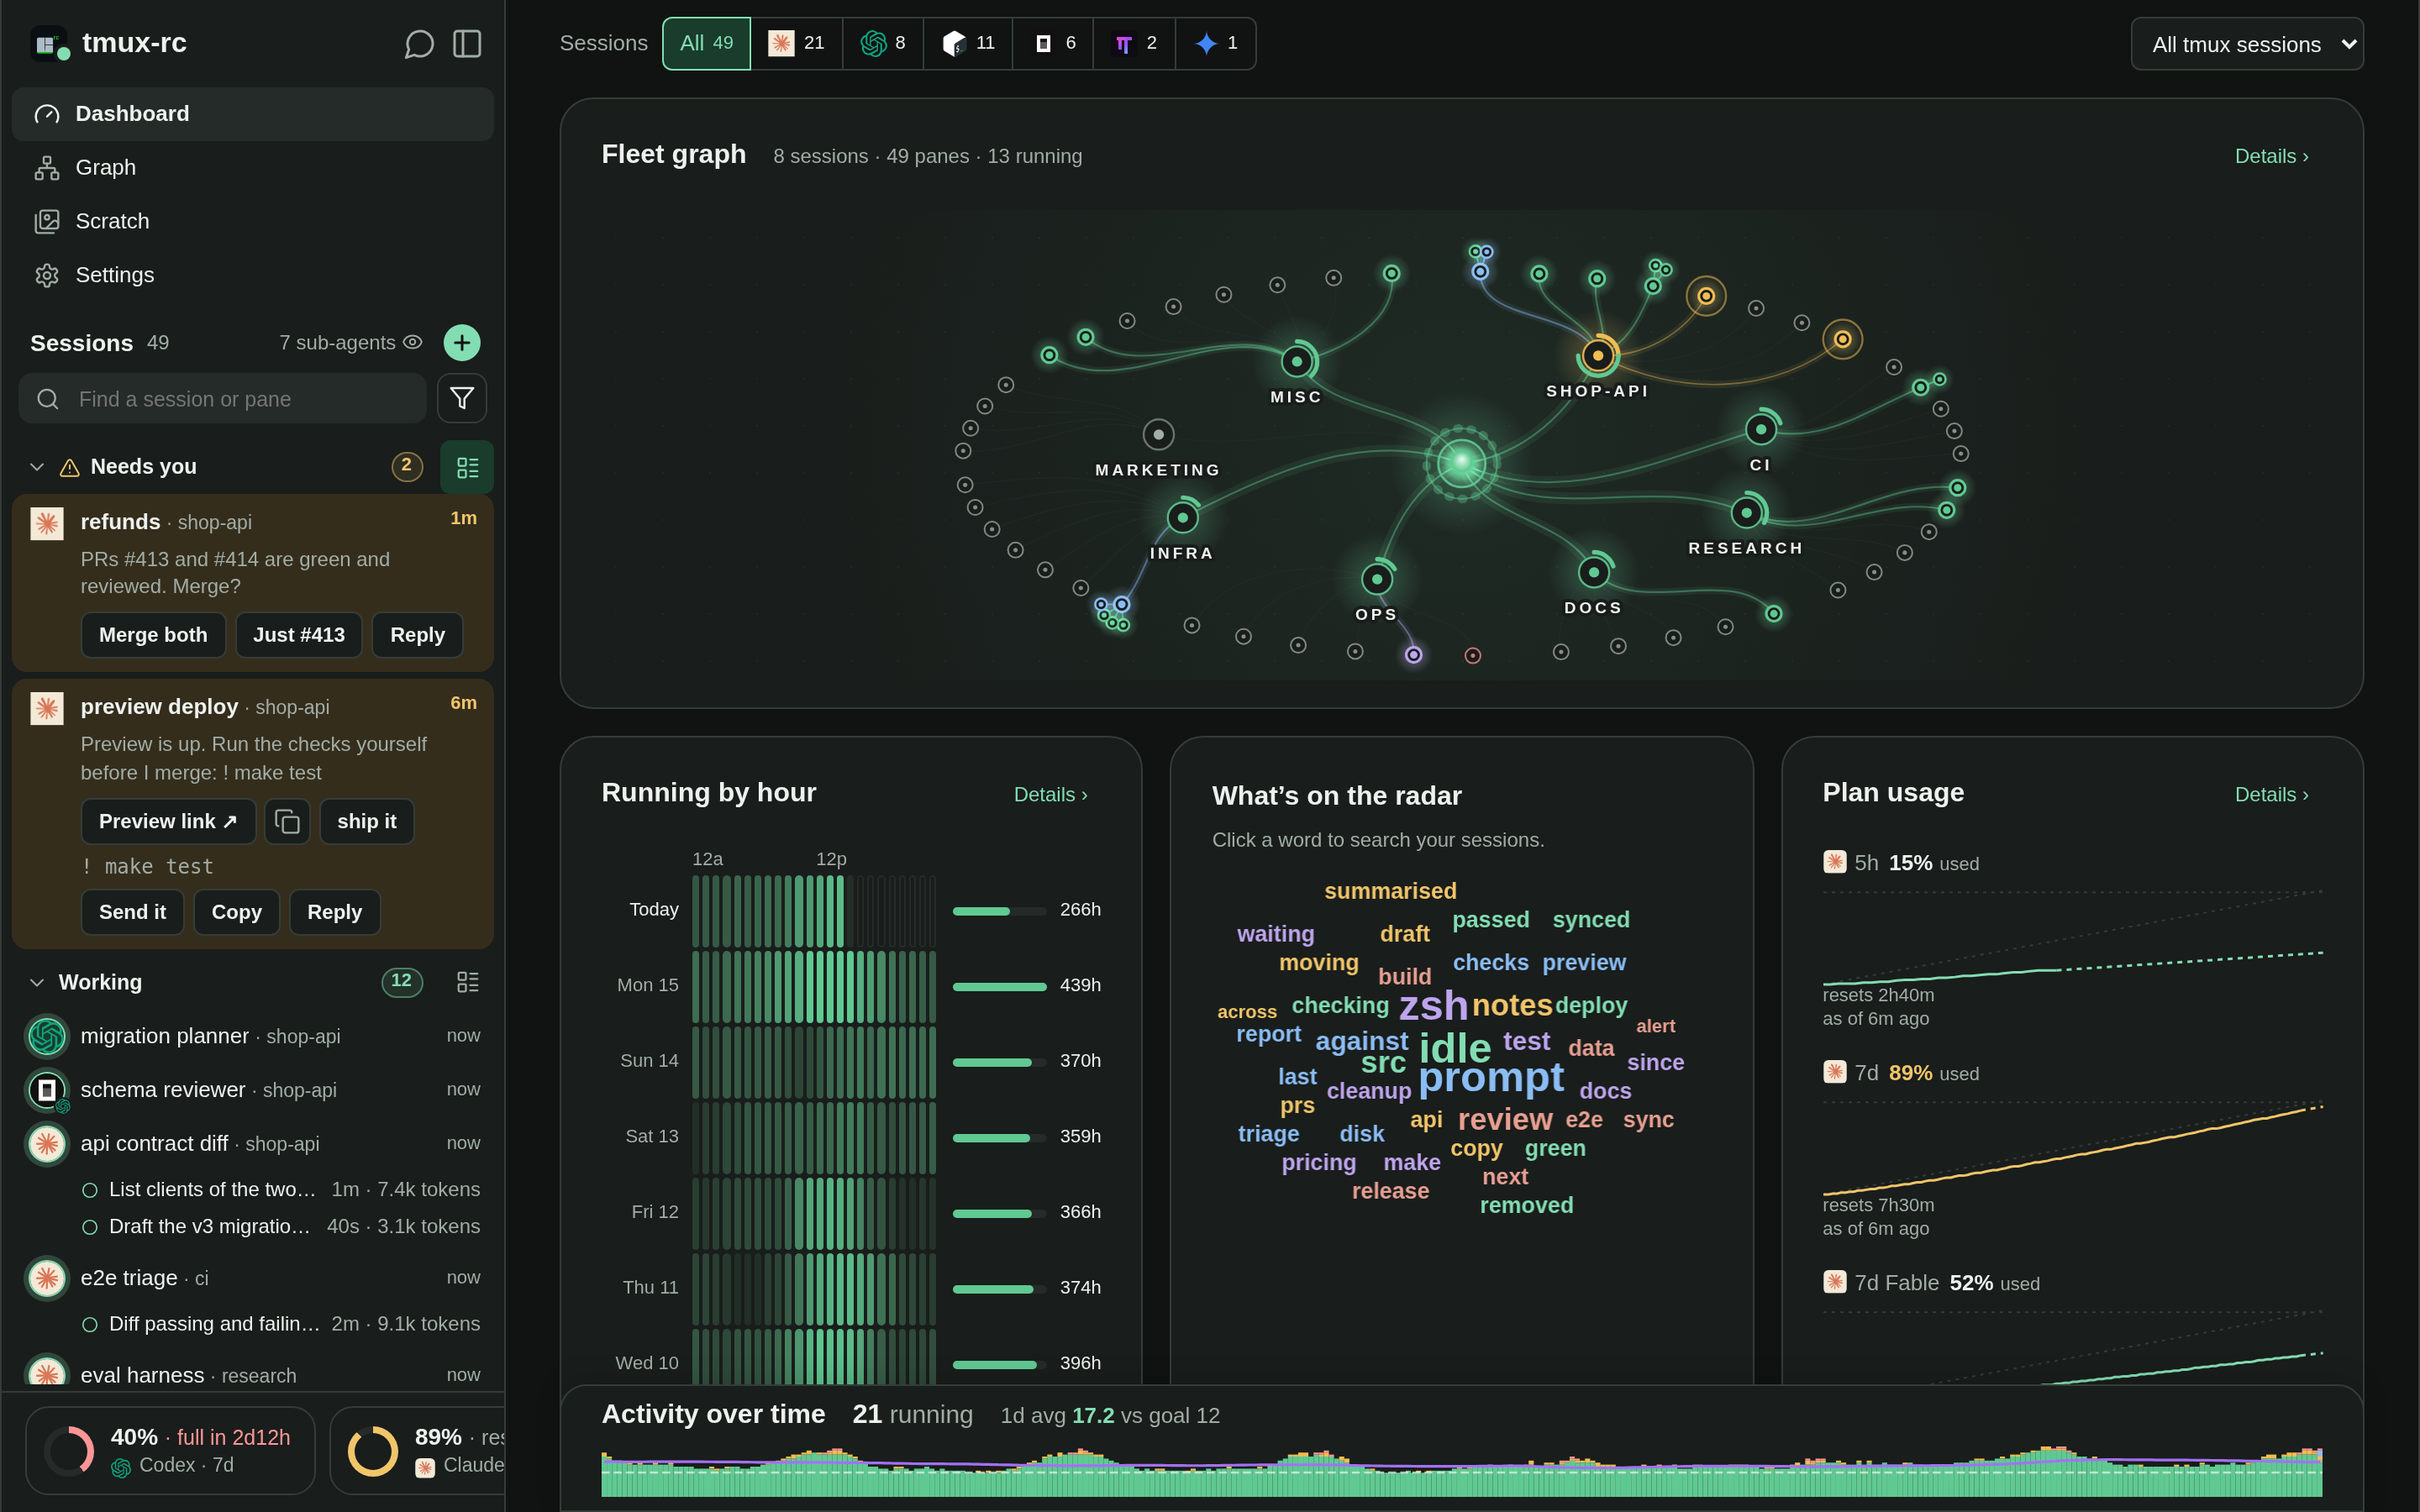 tmux-rc
Dashboard
Graph
Scratch
Settings
Sessions 49 7 sub-agents
Find a session or pane
Needs you 2
refunds · shop-api 1m
PRs #413 and #414 are green and
reviewed. Merge?
Merge both Just #413 Reply
preview deploy · shop-api 6m
Preview is up. Run the checks yourself
before I merge: ! make test
Preview link ↗ ship it
! make test
Send it Copy Reply
Working 12
migration planner · shop-api now
schema reviewer · shop-api now
api contract diff · shop-api now
List clients of the two… 1m · 7.4k tokens
Draft the v3 migratio… 40s · 3.1k tokens
e2e triage · ci now
Diff passing and failin… 2m · 9.1k tokens
eval harness · research now
40% · full in 2d12h
Codex · 7d
89% · res
Claude
Sessions All 49 21 8 11 6 2 1
All tmux sessions
Fleet graph 8 sessions · 49 panes · 13 running Details ›
MISC
SHOP-API
MARKETING
CI
INFRA
RESEARCH
OPS
DOCS
Running by hour Details ›
12a 12p
Today 266h
Mon 15 439h
Sun 14 370h
Sat 13 359h
Fri 12 366h
Thu 11 374h
Wed 10 396h
What’s on the radar
Click a word to search your sessions.
summarised
passed synced
waiting draft
moving checks preview
build
across checking zsh notes deploy
report alert
against idle test data
src since
last prompt
cleanup docs
prs
api review e2e sync
triage disk
copy green
pricing make
next
release
removed
Plan usage Details ›
5h 15% used
resets 2h40m
as of 6m ago
7d 89% used
resets 7h30m
as of 6m ago
7d Fable 52% used
Activity over time 21 running 1d avg 17.2 vs goal 12